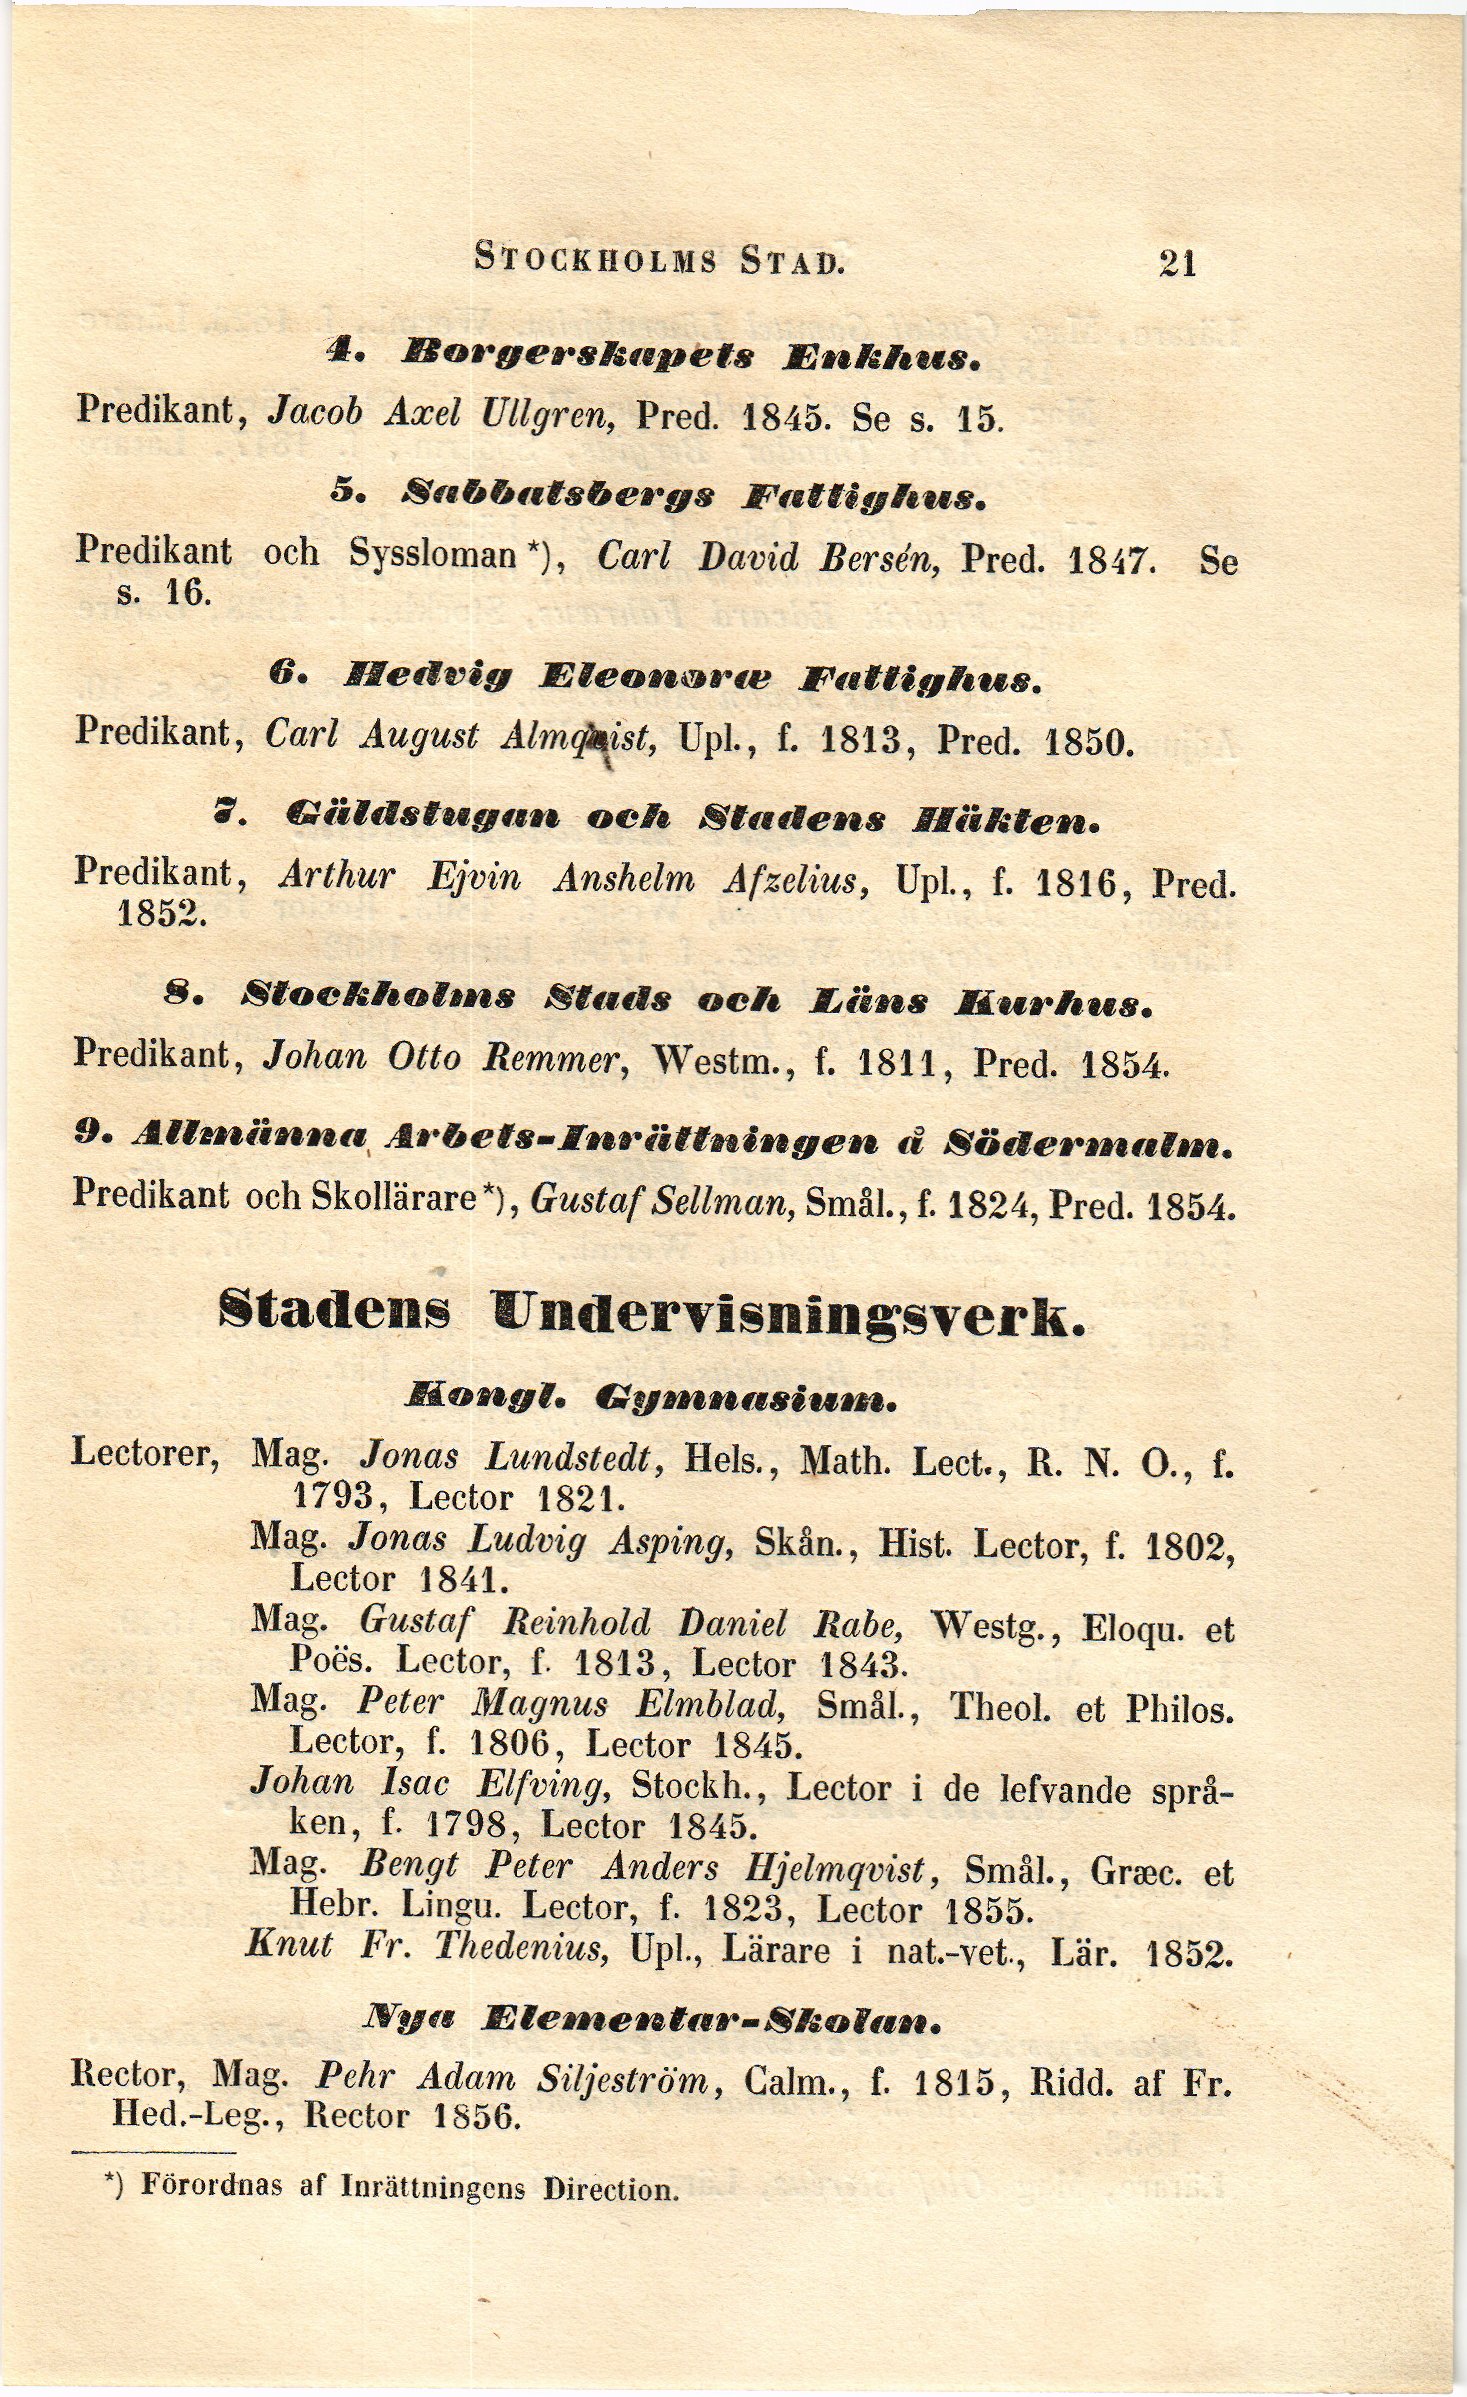 STOCKHOLMS STAD. 21
4. Borgerskapets Enkhus.
Predikant, Jacob Axel Ullgren, Pred. 1845. Se s. 15.
5. Sabbatsbergs Fattighus.
Predikant och Syssloman *), Carl David Bersén, Pred. 1847. Se
s. 16.
6. Hedvig Eleonoræ Fattighus.
Predikant, Carl August Almqvist, Upl., f. 1813, Pred. 1850.
7. Gäldstugan och Stadens Häkten.
Predikant, Arthur Ejvin Anshelm Afzelius, Upl., f. 1816, Pred.
1852.
8. Stockholms Stads och Läns Kurhus.
Predikant, Johan Otto Remmer, Westm., f. 1811, Pred. 1854.
9. Allmänna Arbets-Inrättningen å Södermalm.
Predikant och Skollärare *), Gustaf Sellman, Smål., f. 1824, Pred. 1854.
Stadens Undervisningsverk.
Kongl. Gymnasium.
Lectorer, Mag. Jonas Lundstedt, Hels., Math. Lect., R. N. O., f.
1793, Lector 1821.
Mag. Jonas Ludvig Asping, Skån., Hist. Lector, f. 1802,
Lector 1841.
Mag. Gustaf Reinhold Daniel Rabe, Westg., Eloqu. et
Poës. Lector, f. 1813, Lector 1843.
Mag. Peter Magnus Elmblad, Smål., Theol. et Philos.
Lector, f. 1806, Lector 1845.
Johan Isac Elfving, Stockh., Lector i de lefvande språ-
ken, f. 1798, Lector 1845.
Mag. Bengt Peter Anders Hjelmqvist, Smål., Græc. et
Hebr. Lingu. Lector, f. 1823, Lector 1855.
Knut Fr. Thedenius, Upl., Lärare i nat.-vet., Lär. 1852.
Nya Elementar-Skolan.
Rector, Mag. Pehr Adam Siljeström, Calm., f. 1815, Ridd. af Fr.
Hed.-Leg., Rector 1856.
*) Förordnas af Inrättningens Direction.